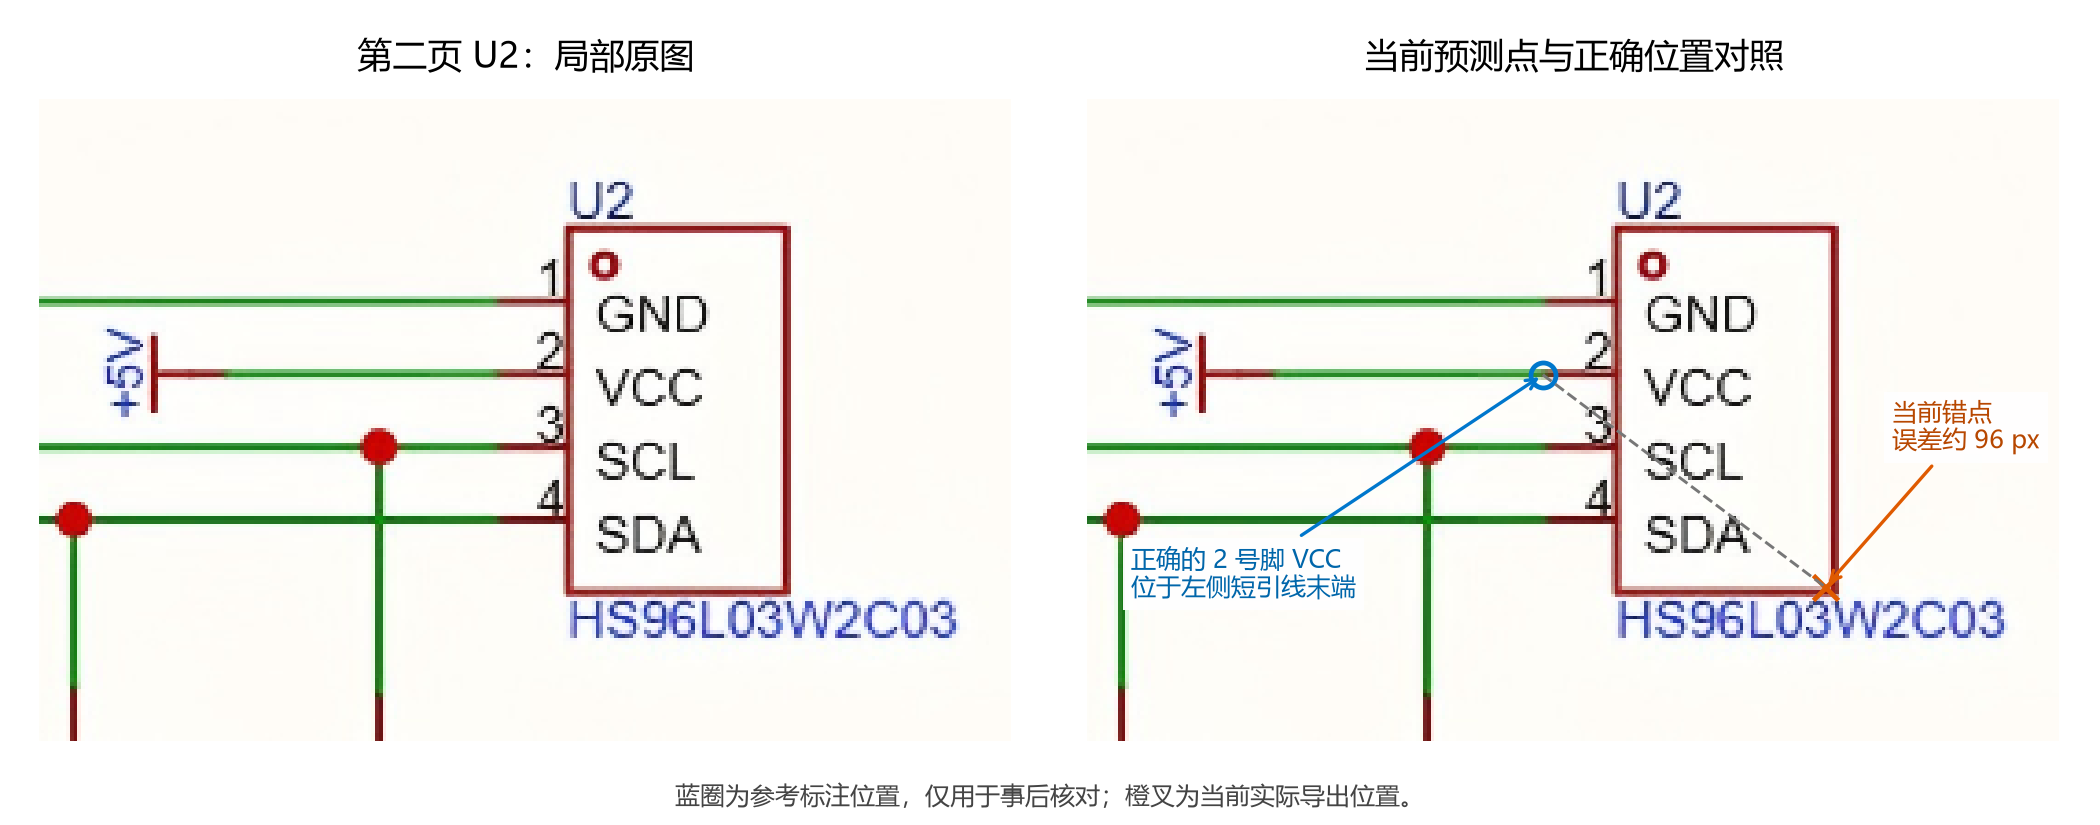 第二页 U2：局部原图
U2
1
GND
2
VCC
+5V
3
SCL
4
SDA
HS96L03W2C03
当前预测点与正确位置对照
U2
1
GND
2
VCC
+5V
3
SCL
4
SDA
HS96L03W2C03
当前错点
误差约 96 px
正确的 2 号脚 VCC
位于左侧短引线末端
蓝圈为参考标注位置，仅用于事后核对；橙叉为当前实际导出位置。